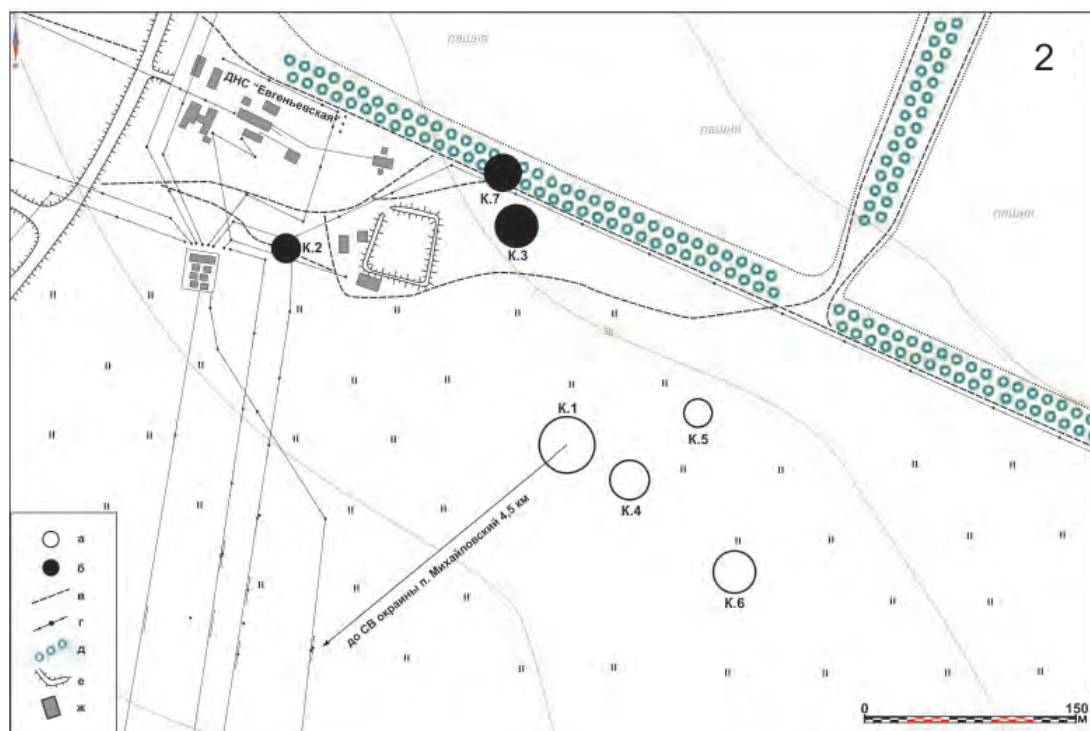 2
пашня
ДНС "Евгеньевская"
пашня
К.7
пашня
К.3
К.2
К.1
К.5
К.4
до СВ окраины п. Михайловский 4,5 км
К.6
а
б
в
г
д
е
ж
0 150
М